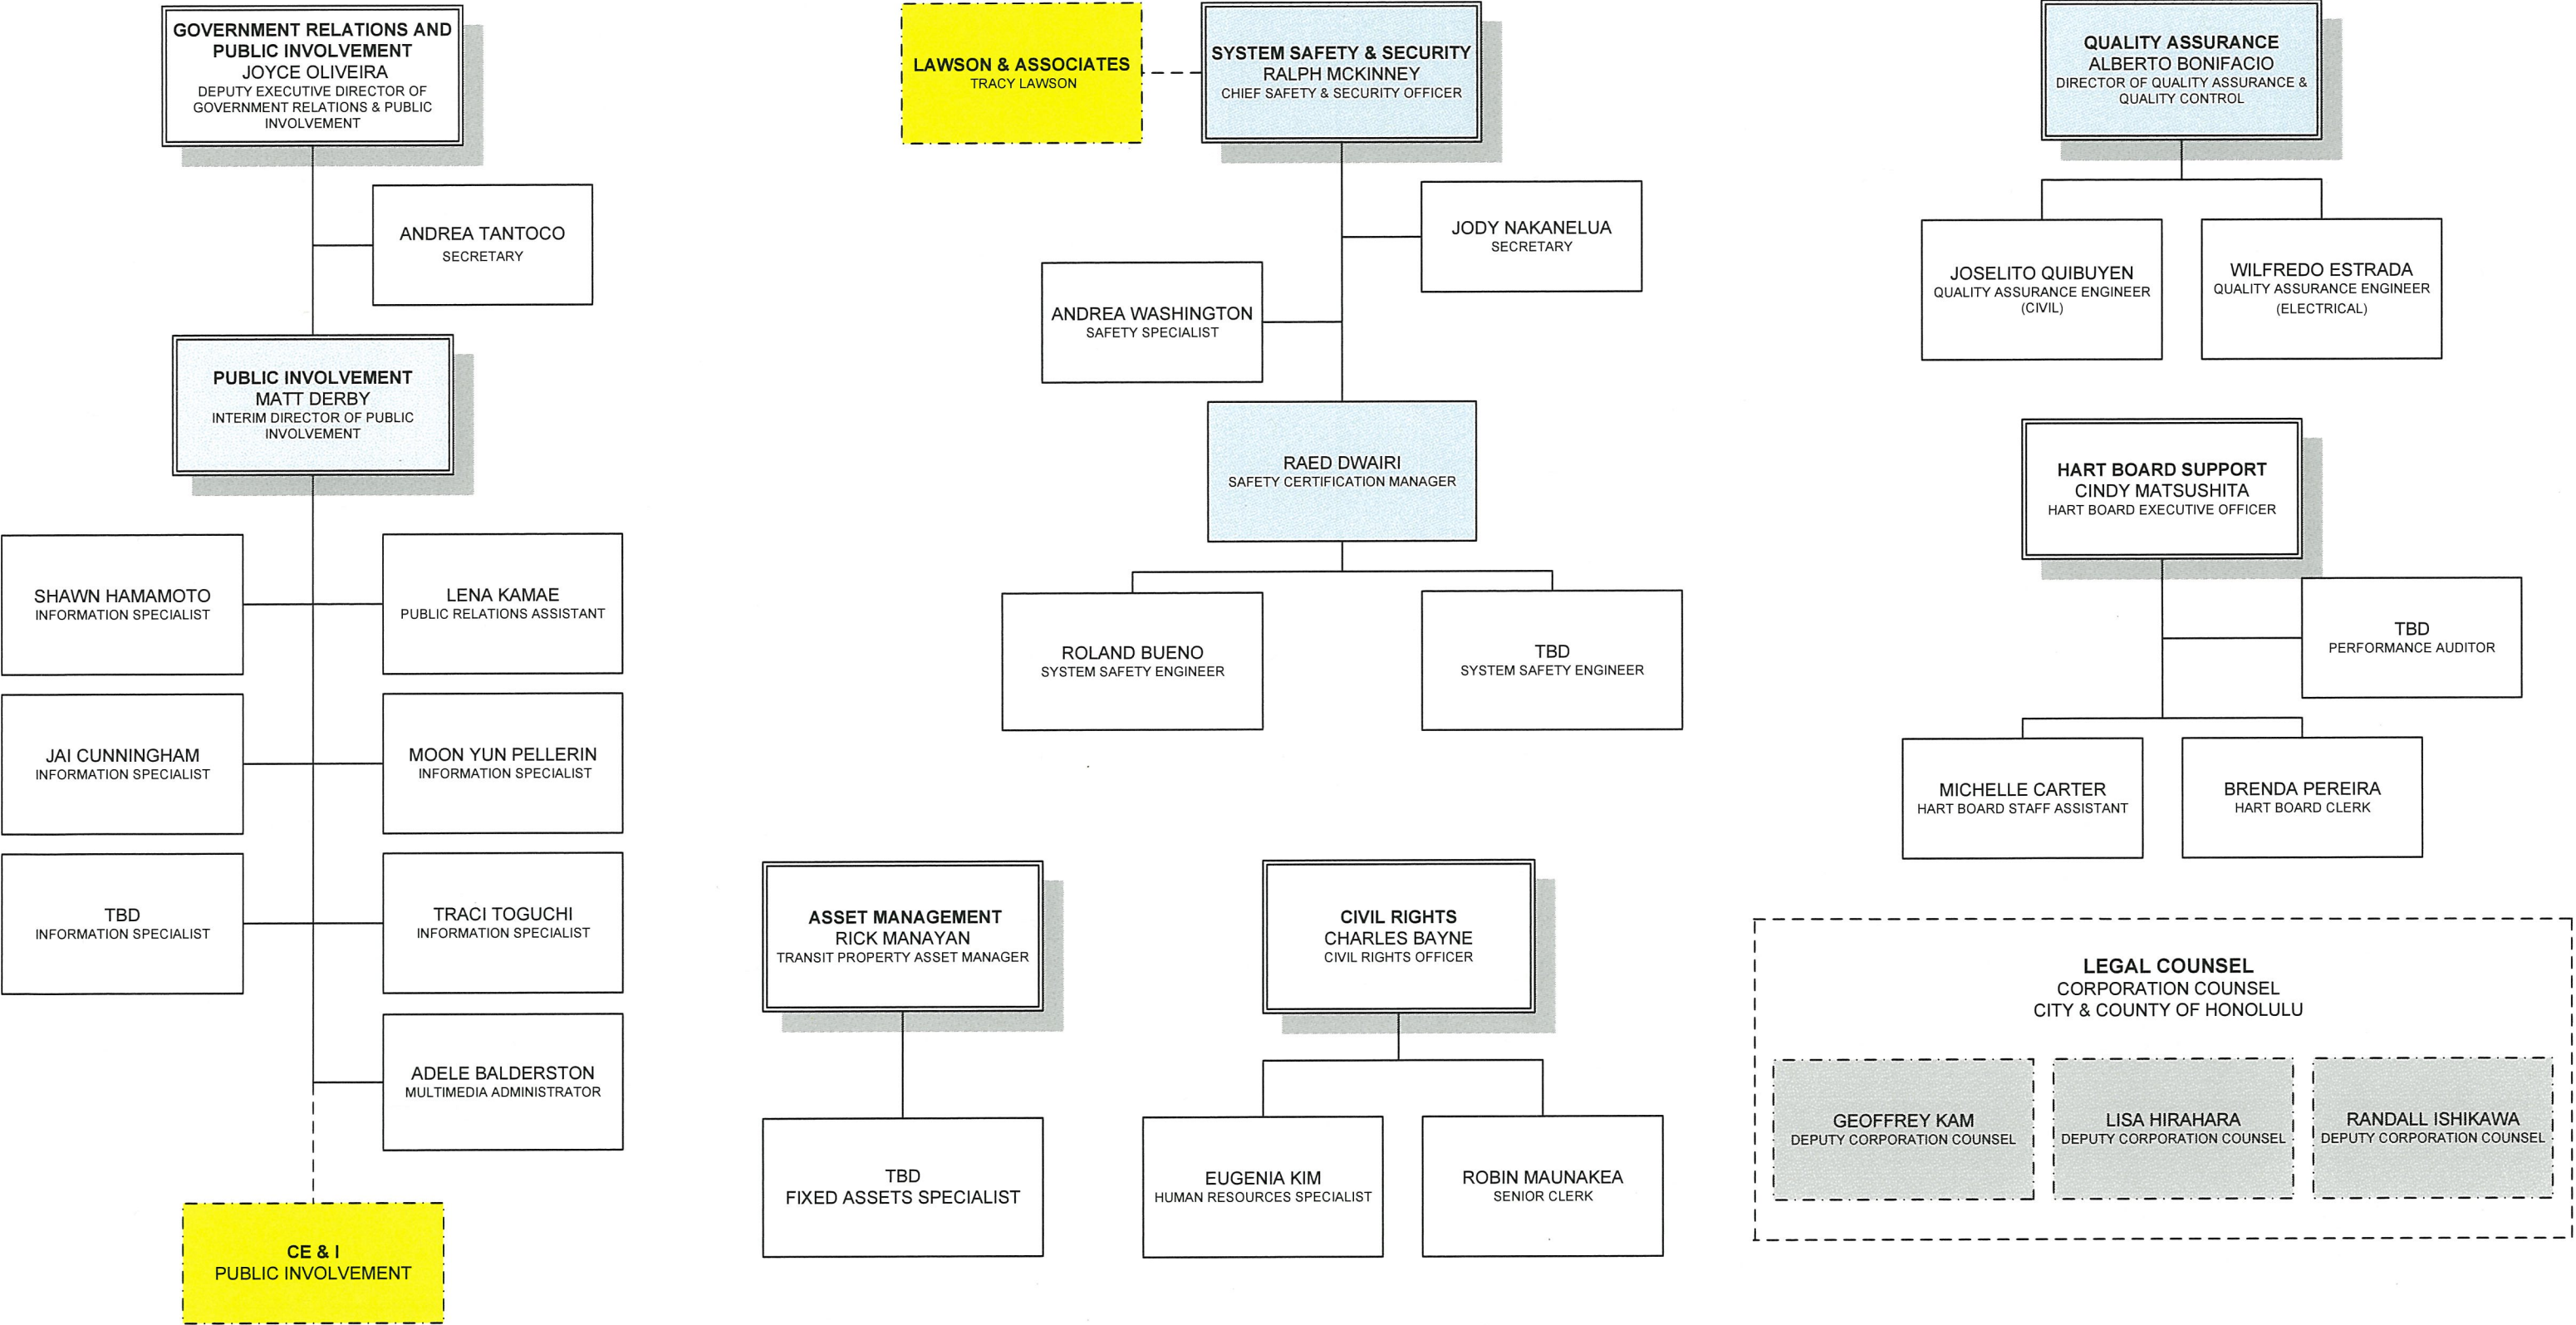 GOVERNMENT RELATIONS AND
PUBLIC INVOLVEMENT
JOYCE OLIVEIRA
DEPUTY EXECUTIVE DIRECTOR OF
GOVERNMENT RELATIONS & PUBLIC
INVOLVEMENT
ANDREA TANTOCO
SECRETARY
PUBLIC INVOLVEMENT
MATT DERBY
INTERIM DIRECTOR OF PUBLIC
INVOLVEMENT
SHAWN HAMAMOTO
INFORMATION SPECIALIST
LENA KAMAE
PUBLIC RELATIONS ASSISTANT
JAI CUNNINGHAM
INFORMATION SPECIALIST
MOON YUN PELLERIN
INFORMATION SPECIALIST
TBD
INFORMATION SPECIALIST
TRACI TOGUCHI
INFORMATION SPECIALIST
ADELE BALDERSTON
MULTIMEDIA ADMINISTRATOR
CE & I
PUBLIC INVOLVEMENT
LAWSON & ASSOCIATES
TRACY LAWSON
SYSTEM SAFETY & SECURITY
RALPH MCKINNEY
CHIEF SAFETY & SECURITY OFFICER
JODY NAKANELUA
SECRETARY
ANDREA WASHINGTON
SAFETY SPECIALIST
RAED DWAIRI
SAFETY CERTIFICATION MANAGER
ROLAND BUENO
SYSTEM SAFETY ENGINEER
TBD
SYSTEM SAFETY ENGINEER
ASSET MANAGEMENT
RICK MANAYAN
TRANSIT PROPERTY ASSET MANAGER
TBD
FIXED ASSETS SPECIALIST
CIVIL RIGHTS
CHARLES BAYNE
CIVIL RIGHTS OFFICER
EUGENIA KIM
HUMAN RESOURCES SPECIALIST
ROBIN MAUNAKEA
SENIOR CLERK
QUALITY ASSURANCE
ALBERTO BONIFACIO
DIRECTOR OF QUALITY ASSURANCE &
QUALITY CONTROL
JOSELITO QUIBUYEN
QUALITY ASSURANCE ENGINEER
(CIVIL)
WILFREDO ESTRADA
QUALITY ASSURANCE ENGINEER
(ELECTRICAL)
HART BOARD SUPPORT
CINDY MATSUSHITA
HART BOARD EXECUTIVE OFFICER
TBD
PERFORMANCE AUDITOR
MICHELLE CARTER
HART BOARD STAFF ASSISTANT
BRENDA PEREIRA
HART BOARD CLERK
LEGAL COUNSEL
CORPORATION COUNSEL
CITY & COUNTY OF HONOLULU
GEOFFREY KAM
DEPUTY CORPORATION COUNSEL
LISA HIRAHARA
DEPUTY CORPORATION COUNSEL
RANDALL ISHIKAWA
DEPUTY CORPORATION COUNSEL